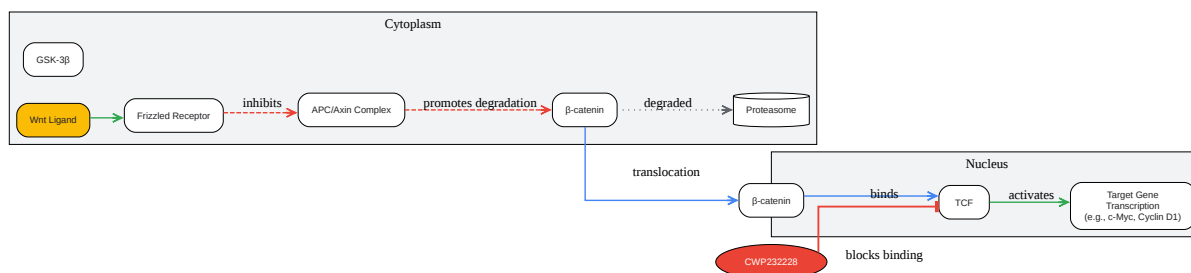 Cytoplasm
GSK-3β
Wnt Ligand
Frizzled Receptor
inhibits
APC/Axin Complex
promotes degradation
β-catenin
degraded
Proteasome
translocation
Nucleus
β-catenin
binds
TCF
activates
Target Gene
Transcription
(e.g., c-Myc, Cyclin D1)
CWP232228
blocks binding